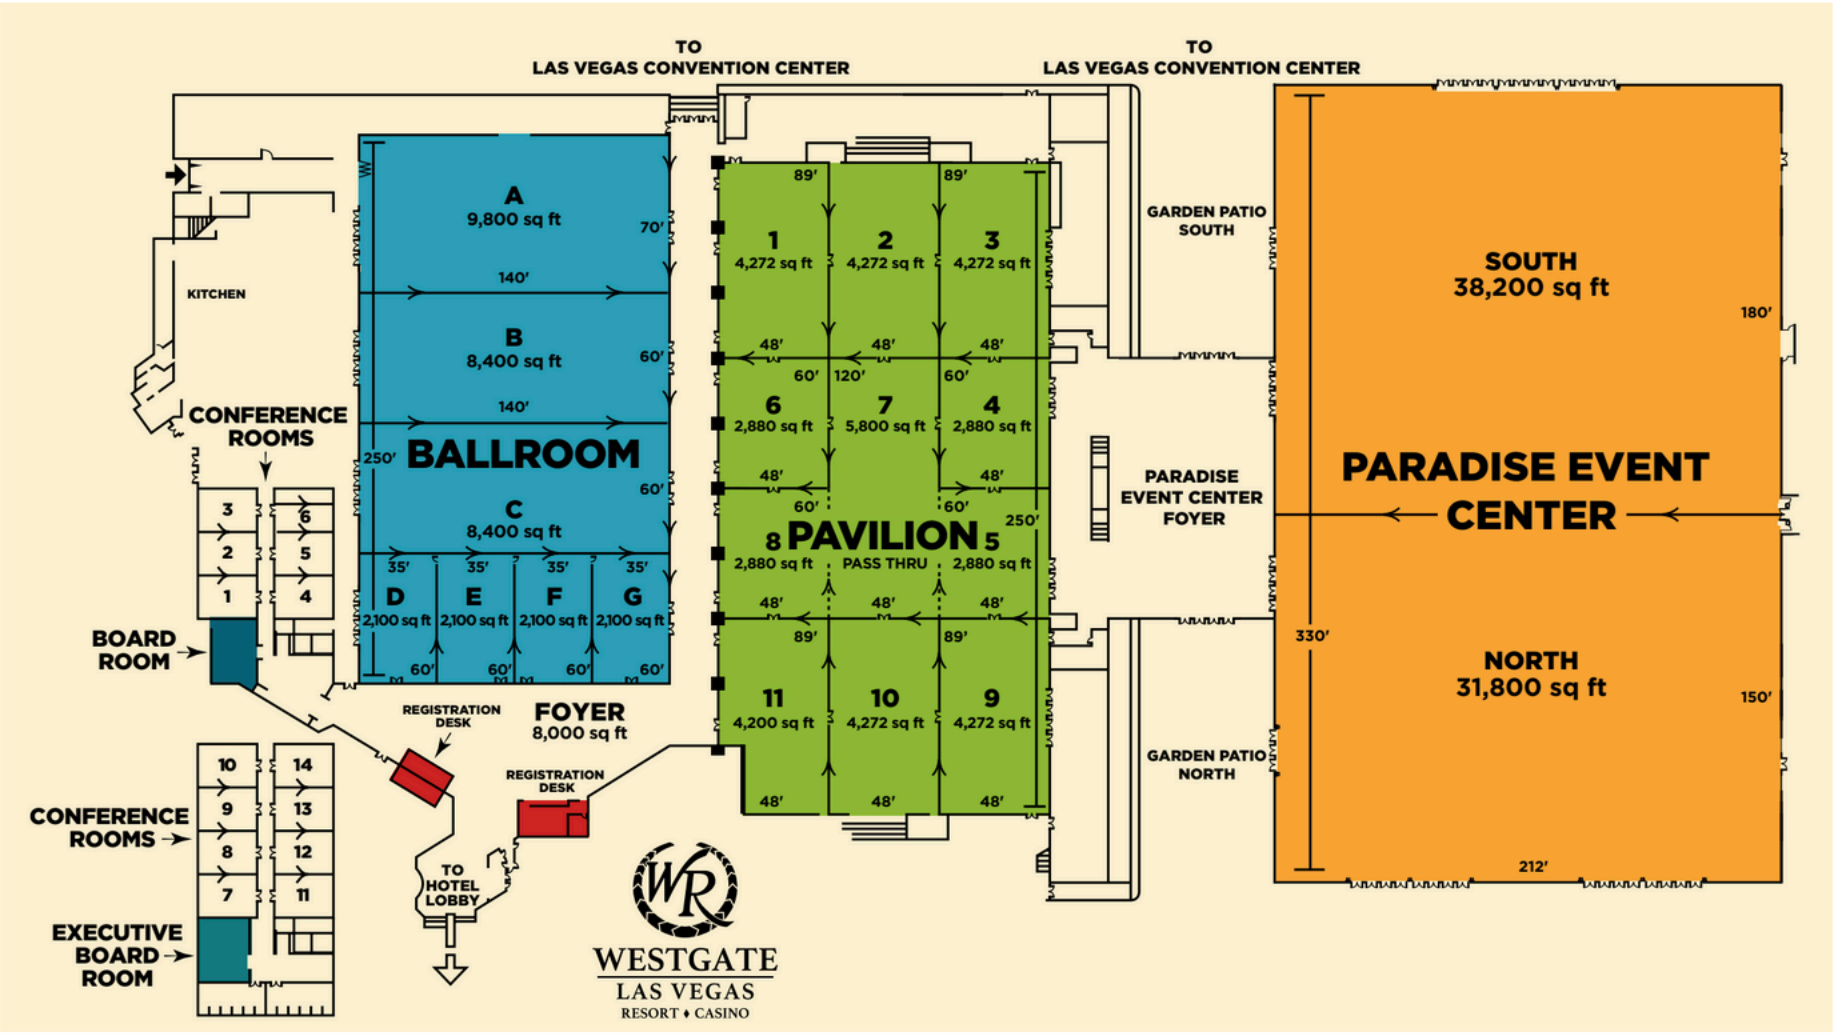 TO
LAS VEGAS CONVENTION CENTER
TO
LAS VEGAS CONVENTION CENTER
KITCHEN
CONFERENCE
ROOMS
3
6
2
5
1
4
BOARD
ROOM
CONFERENCE
ROOMS
10
14
9
13
8
12
7
11
EXECUTIVE
BOARD
ROOM
A
9,800 sq ft
70'
140'
B
8,400 sq ft
60'
140'
250'
BALLROOM
60'
C
8,400 sq ft
35'
35'
35'
35'
D
E
F
G
2,100 sq ft
2,100 sq ft
2,100 sq ft
2,100 sq ft
60'
60'
60'
60'
REGISTRATION
DESK
FOYER
8,000 sq ft
REGISTRATION
DESK
TO
HOTEL
LOBBY
89'
89'
1
2
3
4,272 sq ft
4,272 sq ft
4,272 sq ft
48'
48'
48'
60'
120'
60'
6
7
4
2,880 sq ft
5,800 sq ft
2,880 sq ft
48'
48'
60'
60'
250'
8
PAVILION
5
2,880 sq ft
PASS THRU
2,880 sq ft
48'
48'
48'
89'
89'
11
10
9
4,200 sq ft
4,272 sq ft
4,272 sq ft
48'
48'
48'
GARDEN PATIO
SOUTH
PARADISE
EVENT CENTER
FOYER
GARDEN PATIO
NORTH
SOUTH
38,200 sq ft
180'
PARADISE EVENT
CENTER
330'
NORTH
31,800 sq ft
150'
212'
WR
WESTGATE
LAS VEGAS
RESORT ♦ CASINO